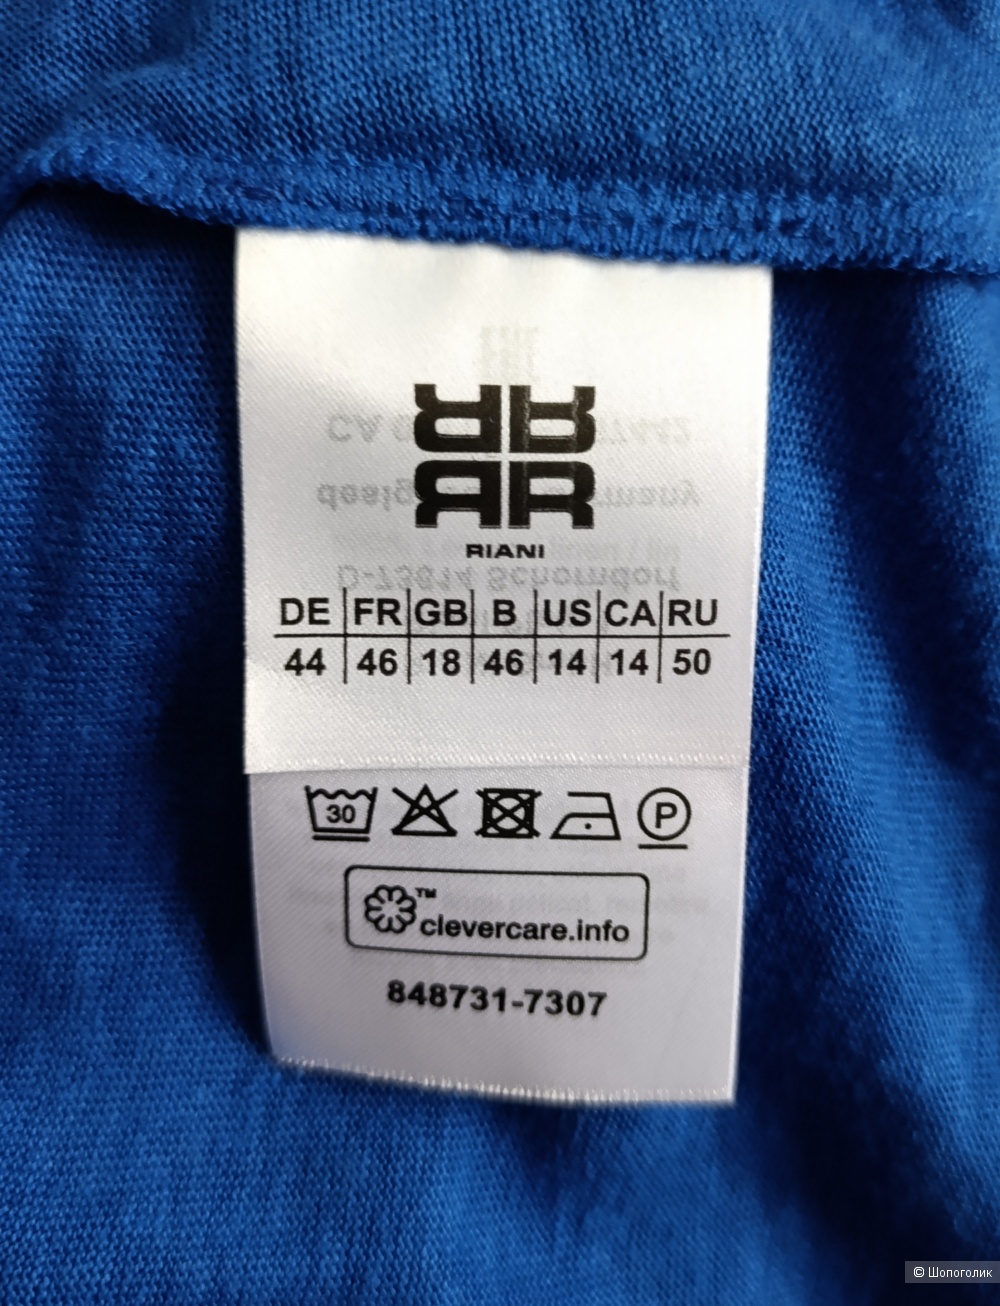 RIANI
DE FR GB B US CA RU
44 46 18 46 14 14 50
30 P
™
clevercare.info
848731-7307
© Шопоголик